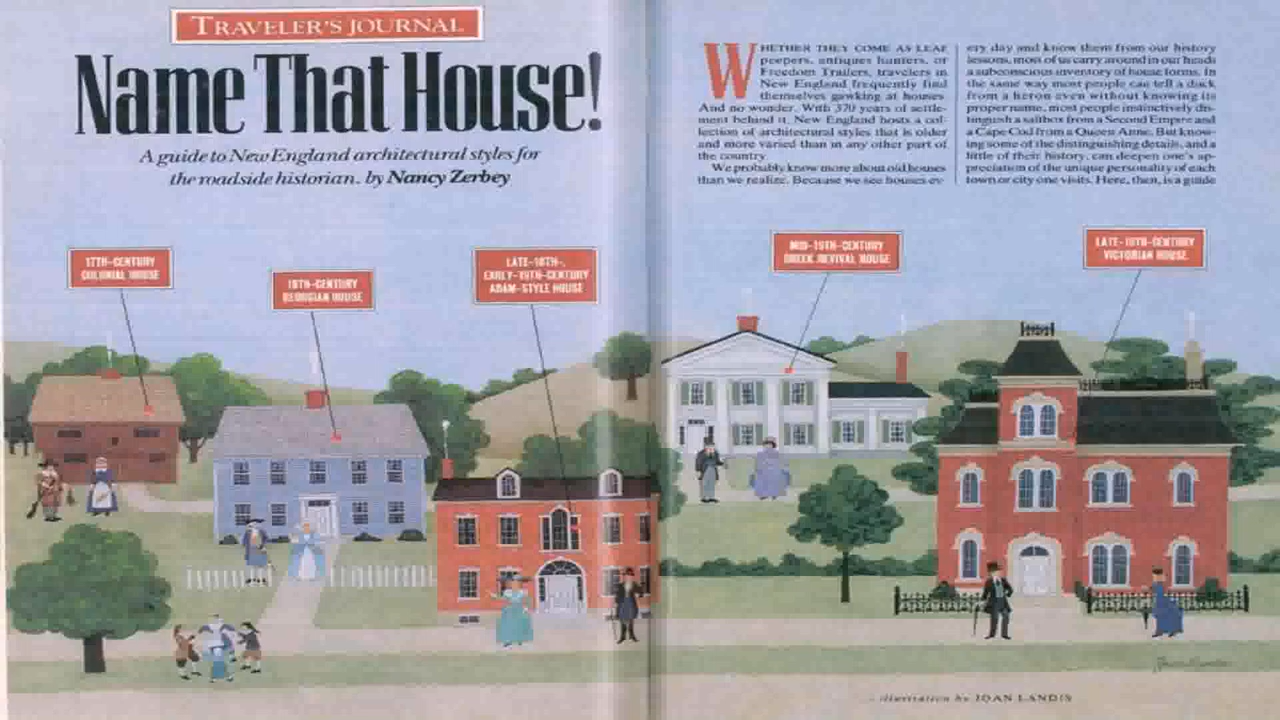 TRAVELER'S JOURNAL
Name That House!
A guide to New England architectural styles for
the roadside historian. by Nancy Zerbey
WHETHER THEY COME AS LEAF
peepers, antiques hunters, or
Freedom Trailers, travelers in
New England frequently find
themselves gawking at houses.
And no wonder. With 370 years of settle-
ment behind it, New England hosts a col-
lection of architectural styles that is older
and more varied than in any other part of
the country.
We probably know more about old houses
than we realize. Because we see houses ev-
ery day and know them from our history
lessons, most of us carry around in our heads
a subconscious inventory of house forms. In
the same way most people can tell a duck
from a heron even without knowing its
proper name, most people instinctively dis-
tinguish a saltbox from a Second Empire and
a Cape Cod from a Queen Anne. But know-
ing some of the distinguishing details, and a
little of their history, can deepen one's ap-
preciation of the unique personality of each
town or city one visits. Here, then, is a guide
17TH-CENTURY
COLONIAL HOUSE
18TH-CENTURY
GEORGIAN HOUSE
LATE-18TH-,
EARLY-19TH-CENTURY
ADAM-STYLE HOUSE
MID-19TH-CENTURY
GREEK REVIVAL HOUSE
LATE-19TH-CENTURY
VICTORIAN HOUSE
illustration by JOAN LANDIS